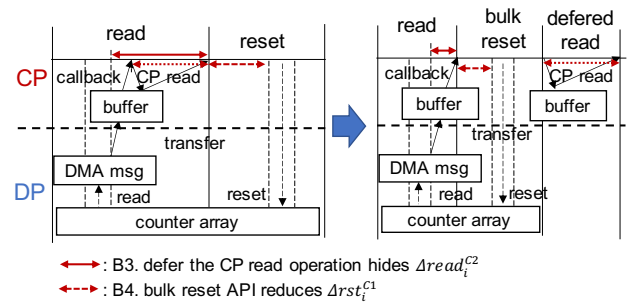 read
reset
CP
callback
CP read
buffer
transfer
DMA msg
DP
read
reset
counter array
read
bulk
reset
defered
read
callback
CP read
buffer
buffer
transfer
DMA msg
read
reset
counter array
: B3. defer the CP read operation hides Δread_i^{C2}
: B4. bulk reset API reduces Δrst_i^{C1}